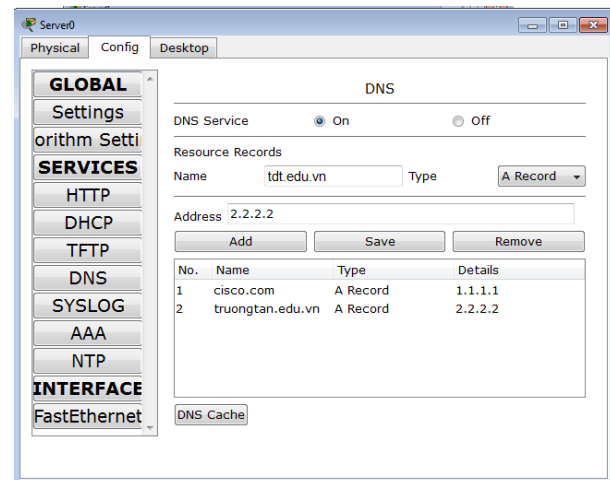 Server0
Physical Config Desktop
GLOBAL
Settings
orithm Setti
SERVICES
HTTP
DHCP
TFTP
DNS
SYSLOG
AAA
NTP
INTERFACE
FastEthernet
DNS
DNS Service On Off
Resource Records
Name tdt.edu.vn Type A Record
Address 2.2.2.2
Add Save Remove
No. Name Type Details
1 cisco.com A Record 1.1.1.1
2 truongtan.edu.vn A Record 2.2.2.2
DNS Cache